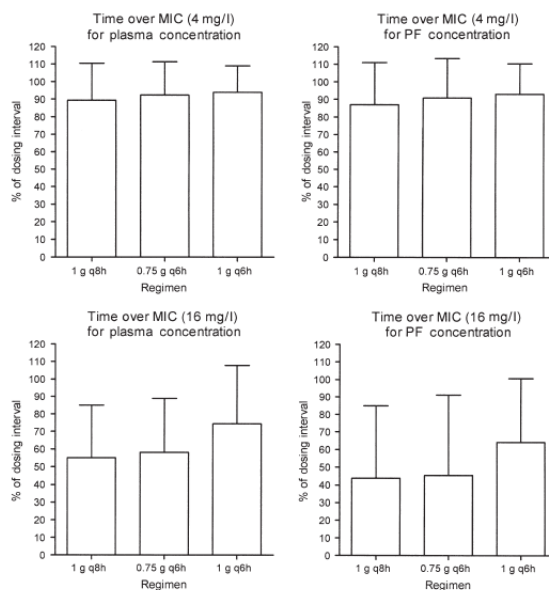 Time over MIC (4 mg/l)
for plasma concentration
% of dosing interval
120
110
100
90
80
70
60
50
40
30
20
10
0
1 g q8h 0.75 g q6h 1 g q6h
Regimen
Time over MIC (4 mg/l)
for PF concentration
% of dosing interval
120
110
100
90
80
70
60
50
40
30
20
10
0
1 g q8h 0.75 g q6h 1 g q6h
Regimen
Time over MIC (16 mg/l)
for plasma concentration
% of dosing interval
120
110
100
90
80
70
60
50
40
30
20
10
0
1 g q8h 0.75 g q6h 1 g q6h
Regimen
Time over MIC (16 mg/l)
for PF concentration
% of dosing interval
120
110
100
90
80
70
60
50
40
30
20
10
0
1 g q8h 0.75 g q6h 1 g q6h
Regimen